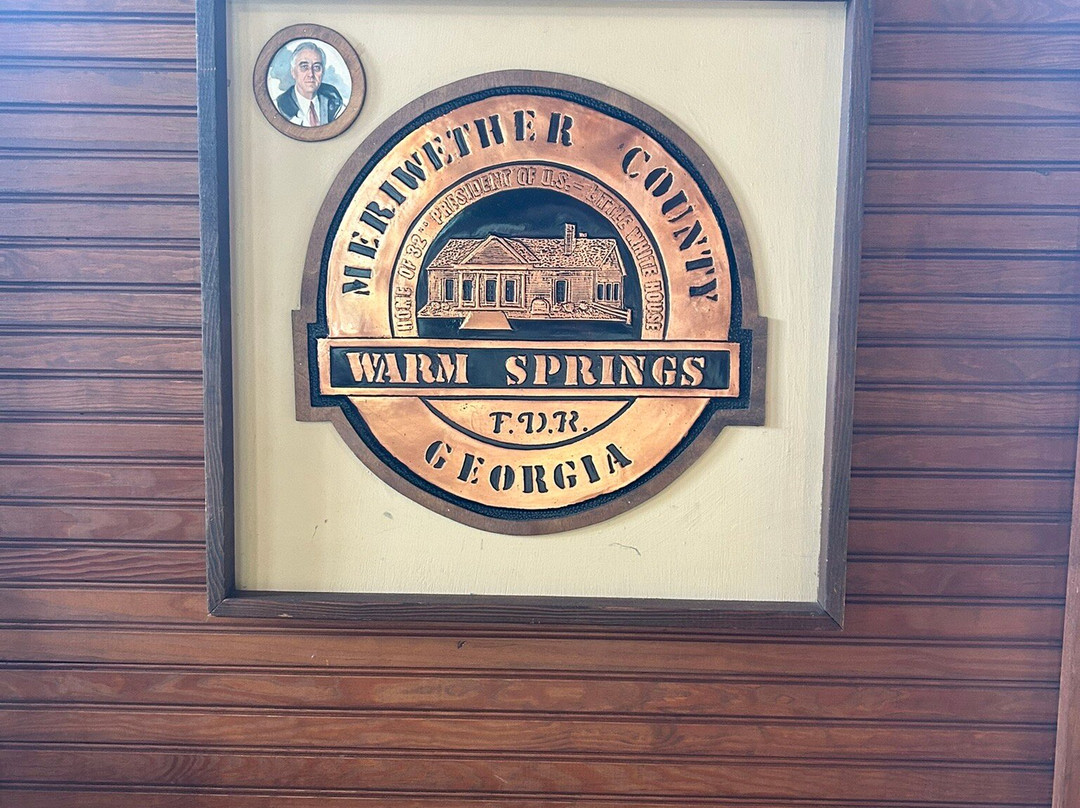 MERIWETHER COUNTY
HOME OF 32ND PRESIDENT OF U.S. - LITTLE WHITE HOUSE
WARM SPRINGS
F.D.R.
GEORGIA